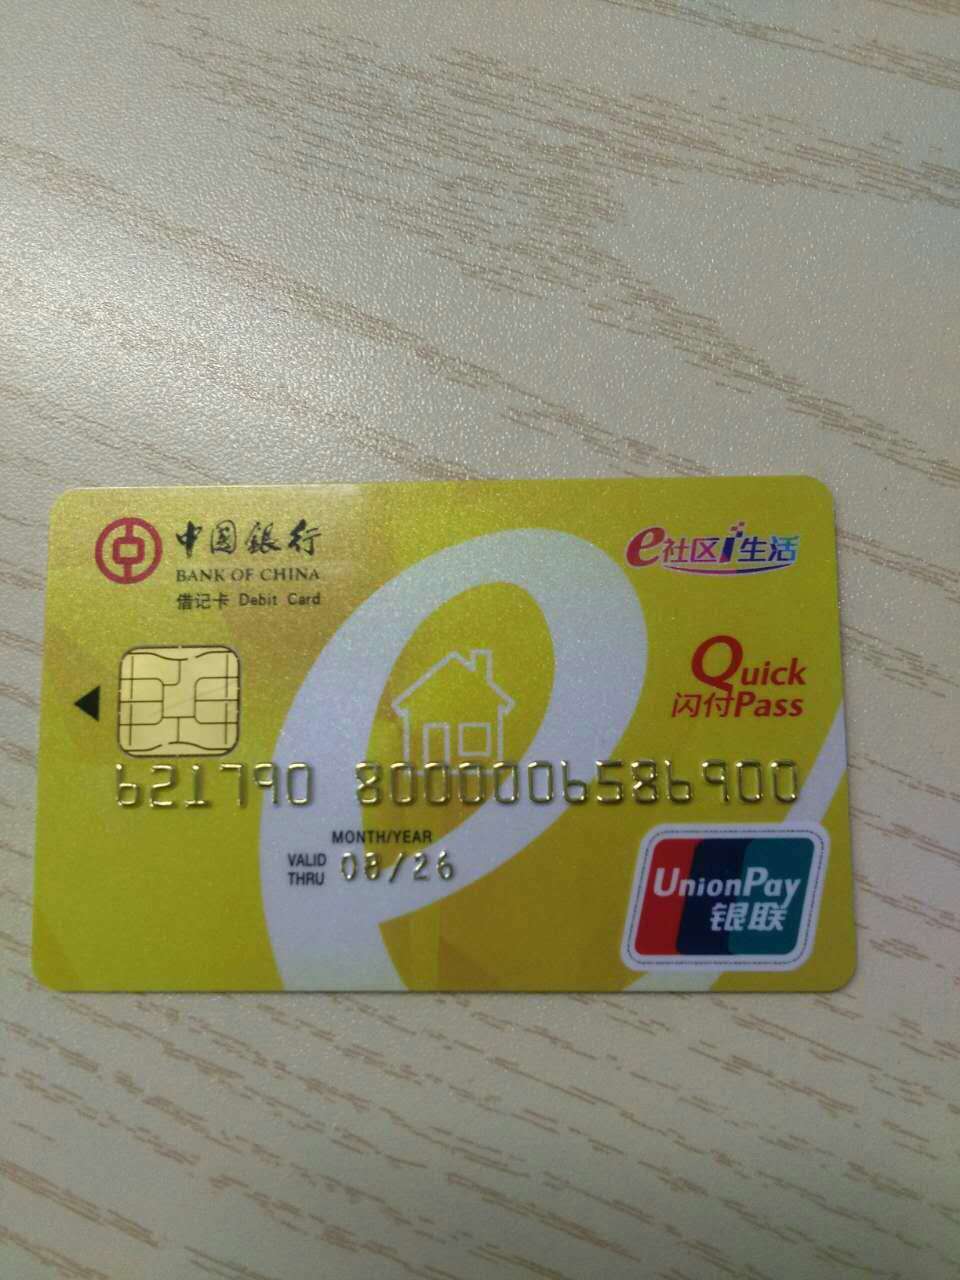 中国银行
BANK OF CHINA
借记卡 Debit Card
e社区i生活
Quick
闪付Pass
621790 8000006586900
MONTH/YEAR
VALID THRU 08/26
UnionPay
银联